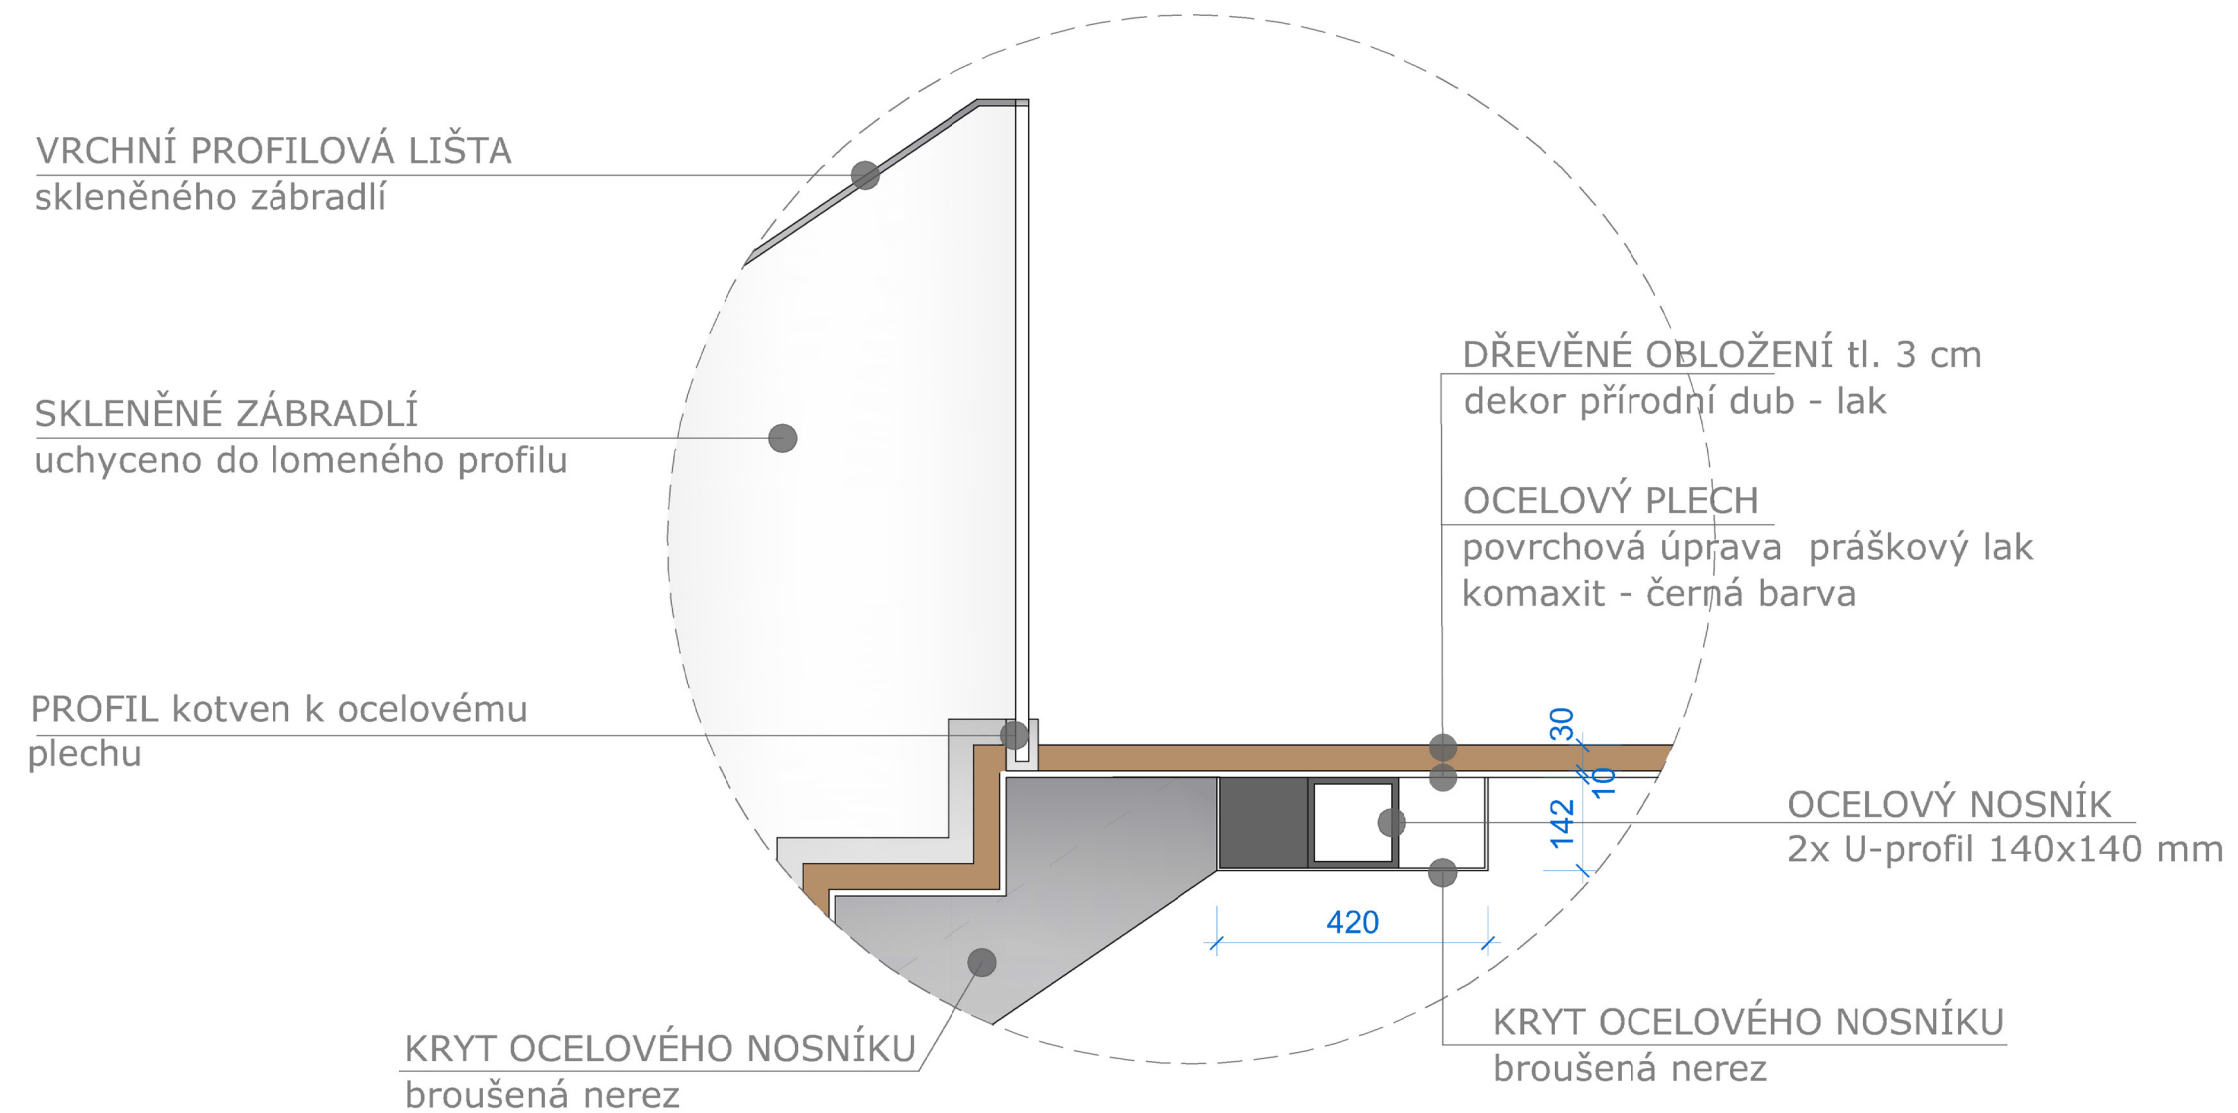 VRCHNÍ PROFILOVÁ LIŠTA
skleněného zábradlí
SKLENĚNÉ ZÁBRADLÍ
uchyceno do lomeného profilu
PROFIL kotven k ocelovému
plechu
KRYT OCELOVÉHO NOSNÍKU
broušená nerez
DŘEVĚNÉ OBLOŽENÍ tl. 3 cm
dekor přírodní dub - lak
OCELOVÝ PLECH
povrchová úprava  práškový lak
komaxit - černá barva
30
10
142
420
OCELOVÝ NOSNÍK
2x U-profil 140x140 mm
KRYT OCELOVÉHO NOSNÍKU
broušená nerez